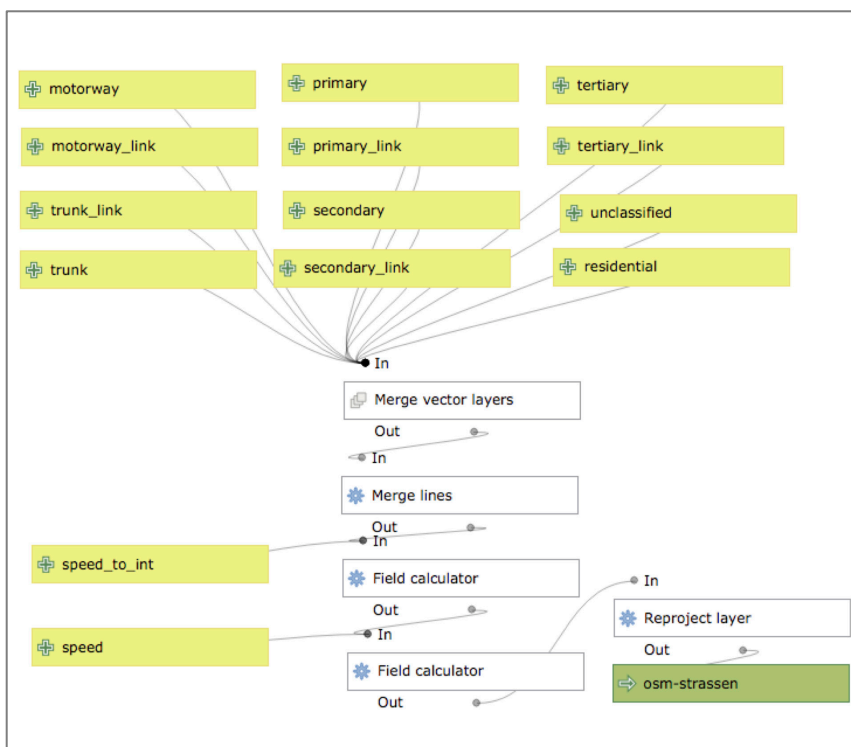 motorway
primary
tertiary
motorway_link
primary_link
tertiary_link
trunk_link
secondary
unclassified
trunk
secondary_link
residential
In
Merge vector layers
Out
In
Merge lines
Out
In
speed_to_int
Field calculator
In
Out
Reproject layer
In
speed
Out
Field calculator
osm-strassen
Out